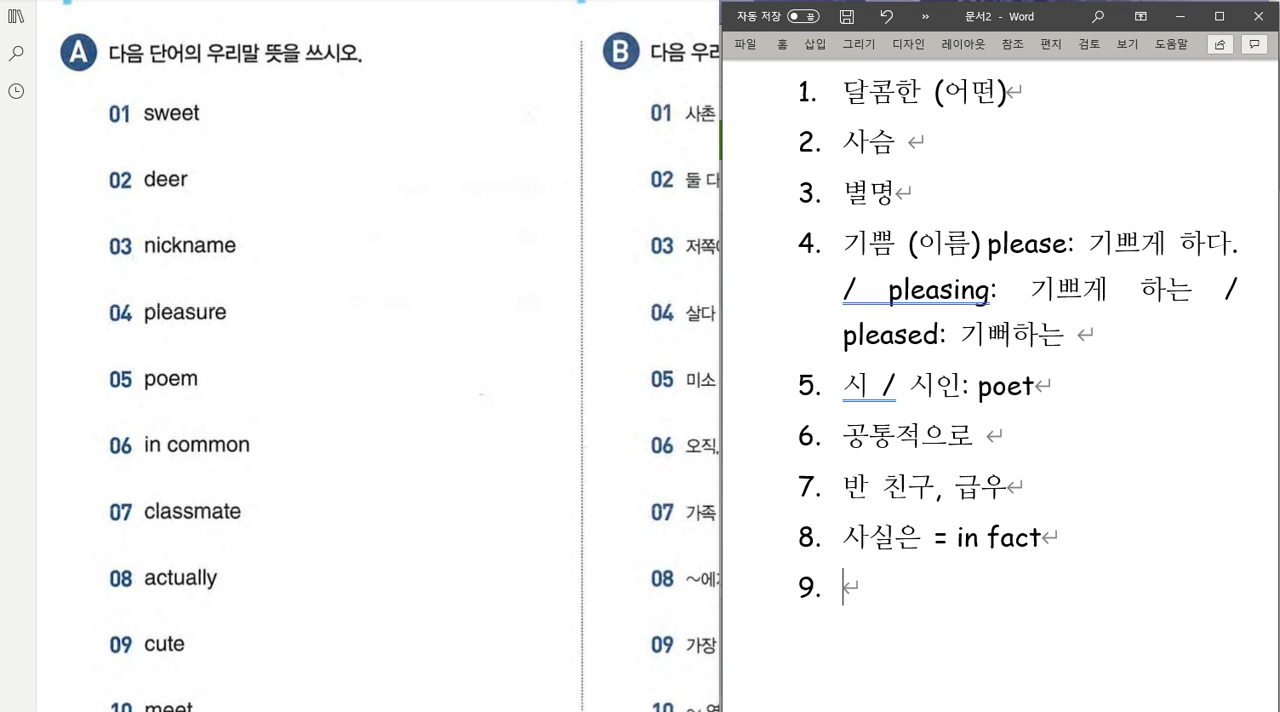 A 다음 단어의 우리말 뜻을 쓰시오.
01 sweet
02 deer
03 nickname
04 pleasure
05 poem
06 in common
07 classmate
08 actually
09 cute
10 meet
B 다음 우리
01 사촌
02 둘 다
03 저쪽에
04 살다
05 미소
06 오직,
07 가족
08 ~에게
09 가장
자동 저장 끔 문서2 - Word
파일 홈 삽입 그리기 디자인 레이아웃 참조 편지 검토 보기 도움말
1. 달콤한 (어떤)↵
2. 사슴 ↵
3. 별명↵
4. 기쁨 (이름) please: 기쁘게 하다.
/ pleasing: 기쁘게 하는 /
pleased: 기뻐하는 ↵
5. 시 / 시인: poet↵
6. 공통적으로 ↵
7. 반 친구, 급우↵
8. 사실은 = in fact↵
9. ↵